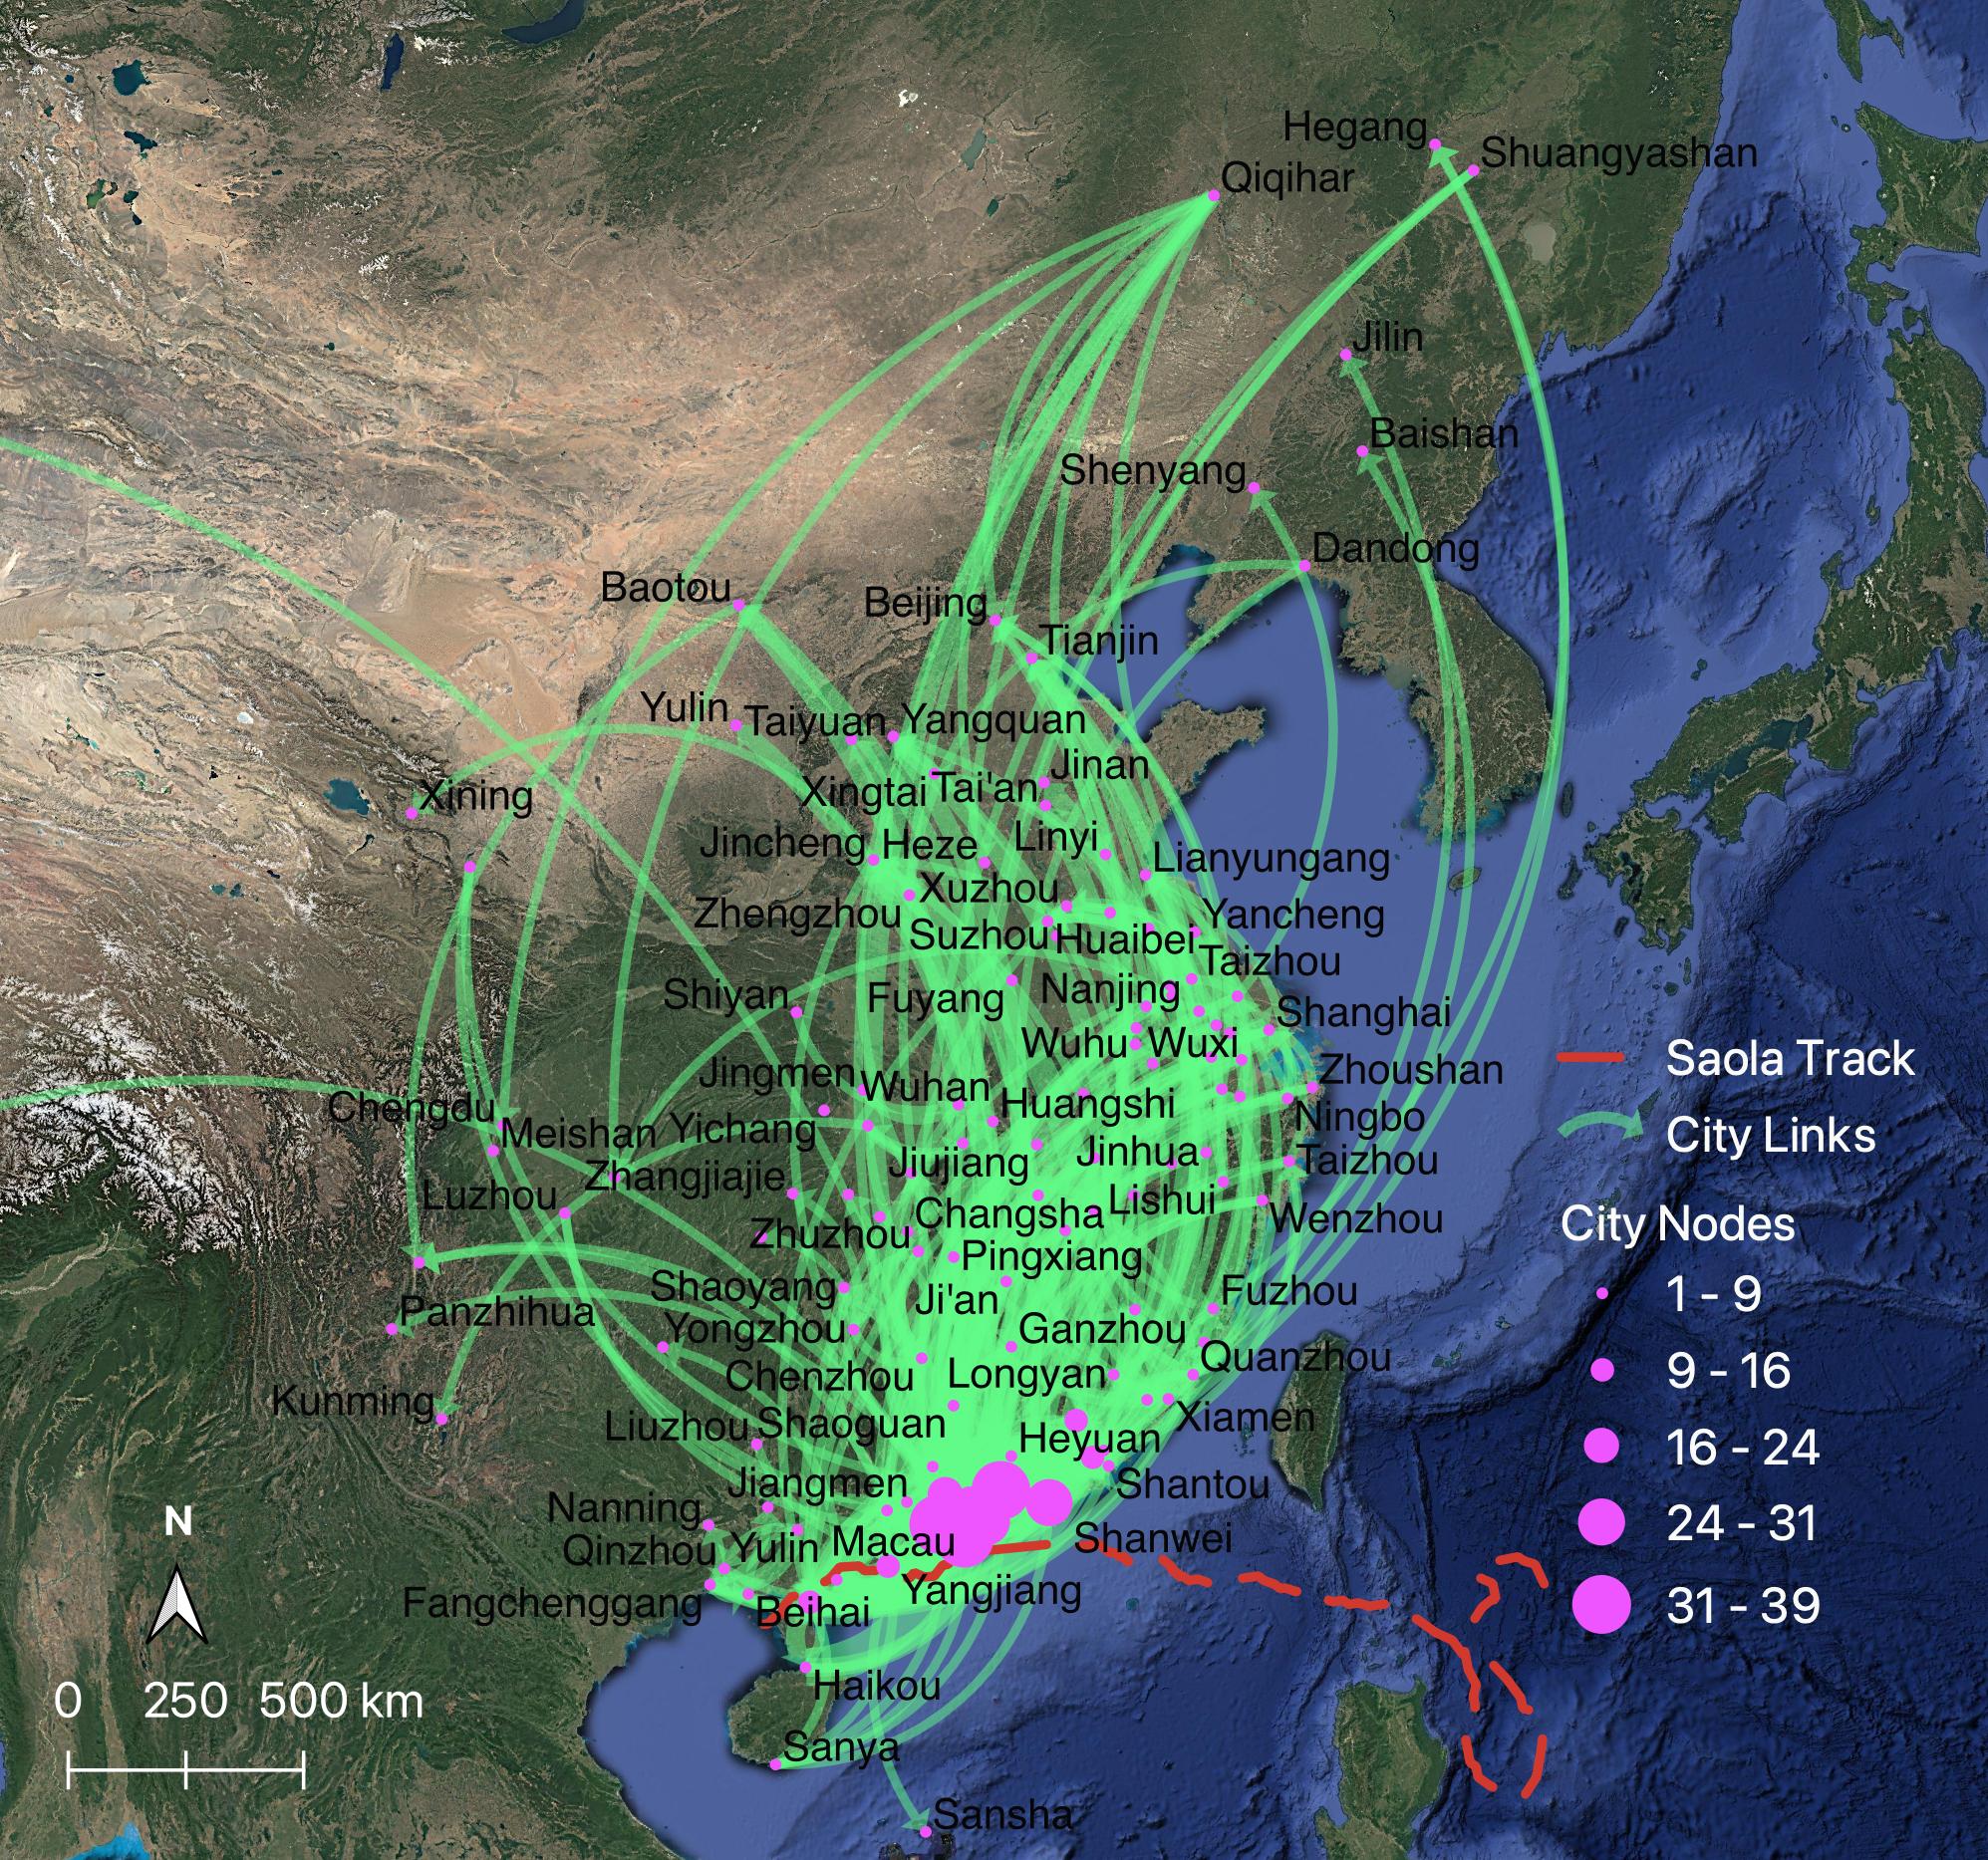 Hegang
Shuangyashan
Qiqihar
Jilin
Baishan
Shenyang
Dandong
Baotou
Beijing
Tianjin
Yulin
Taiyuan
Yangquan
Jinan
Xingtai
Tai'an
Xining
Linyi
Jincheng
Heze
Lianyungang
Xuzhou
Zhengzhou
Yancheng
Suzhou
Huaibei
Taizhou
Shiyan
Fuyang
Nanjing
Shanghai
Wuhu
Wuxi
Saola Track
Jingmen
Wuhan
Zhoushan
Chengdu
Huangshi
Ningbo
Meishan
Yichang
City Links
Jinhua
Taizhou
Zhangjiajie
Jiujiang
Luzhou
Changsha
Lishui
Wenzhou
City Nodes
Zhuzhou
Pingxiang
Shaoyang
Ji'an
Fuzhou
1 - 9
Panzhihua
Yongzhou
Ganzhou
Quanzhou
Chenzhou
Longyan
9 - 16
Kunming
Liuzhou
Shaoguan
Xiamen
Heyuan
16 - 24
Jiangmen
Shantou
Nanning
N
24 - 31
Qinzhou
Yulin
Macau
Shanwei
Fangchenggang
Beihai
Yangjiang
31 - 39
Haikou
0 250 500 km
Sanya
Sansha